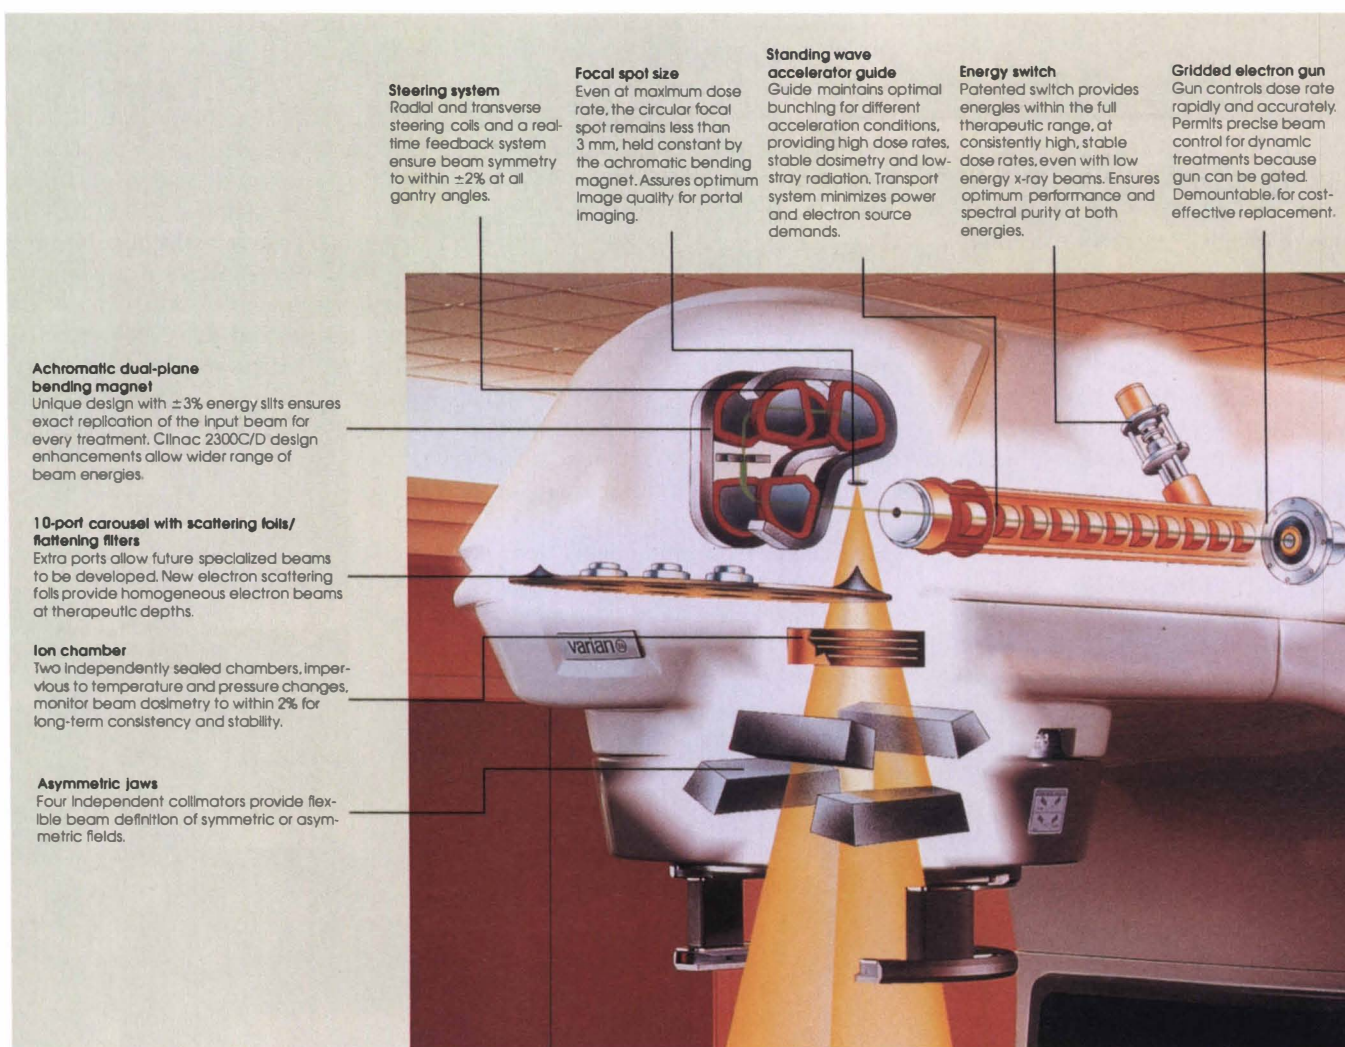 Steering system
Radial and transverse
steering coils and a real-
time feedback system
ensure beam symmetry
to within ±2% at all
gantry angles.
Focal spot size
Even at maximum dose
rate, the circular focal
spot remains less than
3 mm, held constant by
the achromatic bending
magnet. Assures optimum
image quality for portal
imaging.
Standing wave
accelerator guide
Guide maintains optimal
bunching for different
acceleration conditions,
providing high dose rates,
stable dosimetry and low-
stray radiation. Transport
system minimizes power
and electron source
demands.
Energy switch
Patented switch provides
energies within the full
therapeutic range, at
consistently high, stable
dose rates, even with low
energy x-ray beams. Ensures
optimum performance and
spectral purity at both
energies.
Gridded electron gun
Gun controls dose rate
rapidly and accurately.
Permits precise beam
control for dynamic
treatments because
gun can be gated.
Demountable, for cost-
effective replacement.
Achromatic dual-plane
bending magnet
Unique design with ±3% energy slits ensures
exact replication of the input beam for
every treatment. Clinac 2300C/D design
enhancements allow wider range of
beam energies.
10-port carousel with scattering foils/
flattening filters
Extra ports allow future specialized beams
to be developed. New electron scattering
foils provide homogeneous electron beams
at therapeutic depths.
Ion chamber
Two independently sealed chambers, imper-
vious to temperature and pressure changes,
monitor beam dosimetry to within 2% for
long-term consistency and stability.
Asymmetric jaws
Four independent collimators provide flex-
ible beam definition of symmetric or asym-
metric fields.
varian